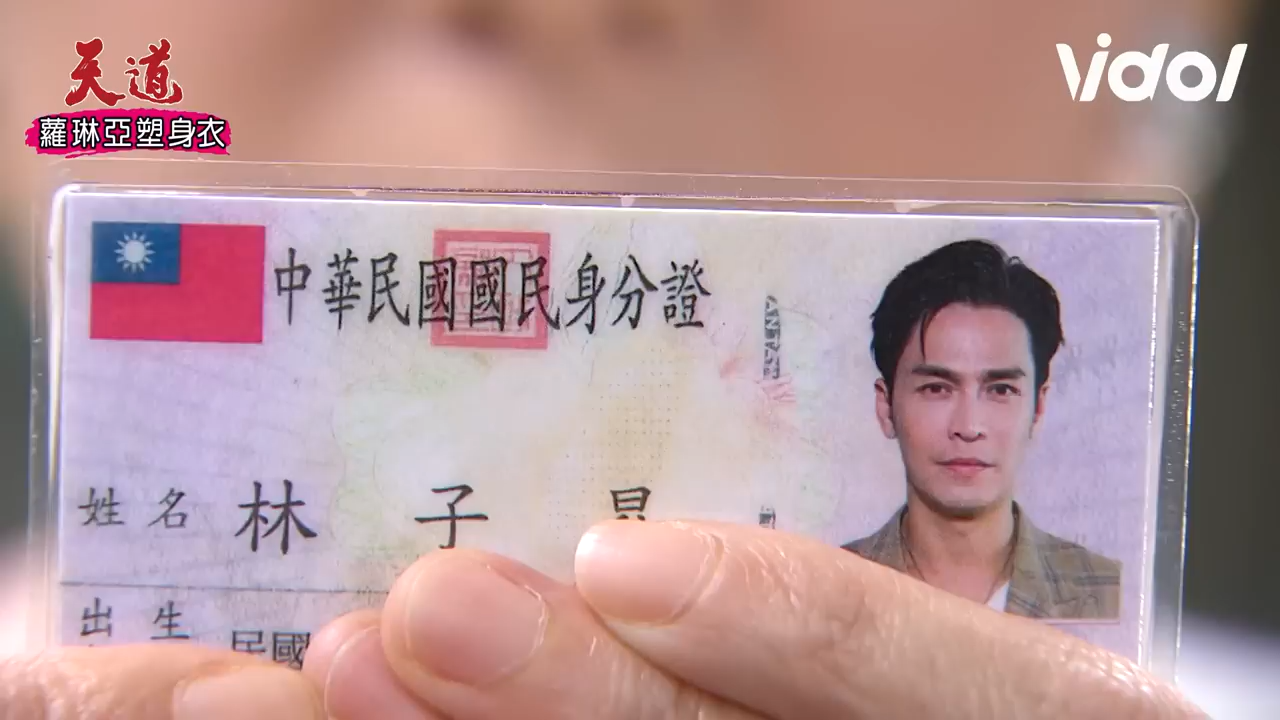 天道
蘿琳亞塑身衣
Vidol
中華民國國民身分證
姓名 林子
出生
民國